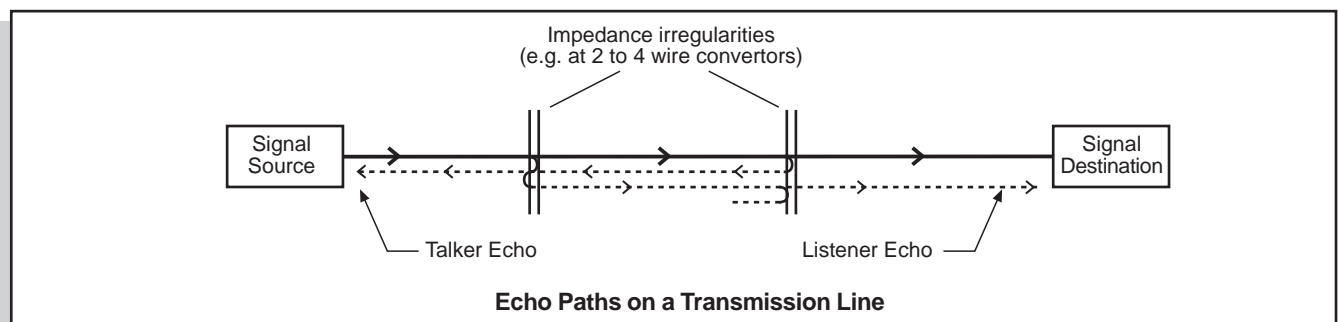 Impedance irregularities
(e.g. at 2 to 4 wire convertors)
Signal
Source
Signal
Destination
Talker Echo
Listener Echo
Echo Paths on a Transmission Line